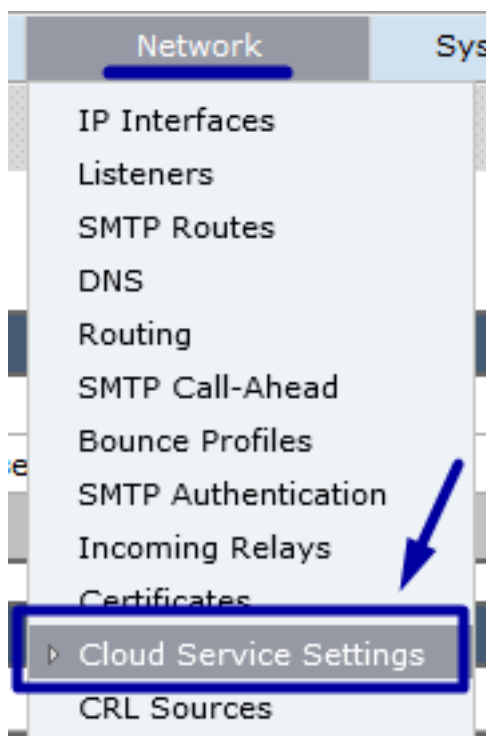 Network Sys
IP Interfaces
Listeners
SMTP Routes
DNS
Routing
SMTP Call-Ahead
Bounce Profiles
e
SMTP Authentication
Incoming Relays
Certificates
Cloud Service Settings
CRL Sources